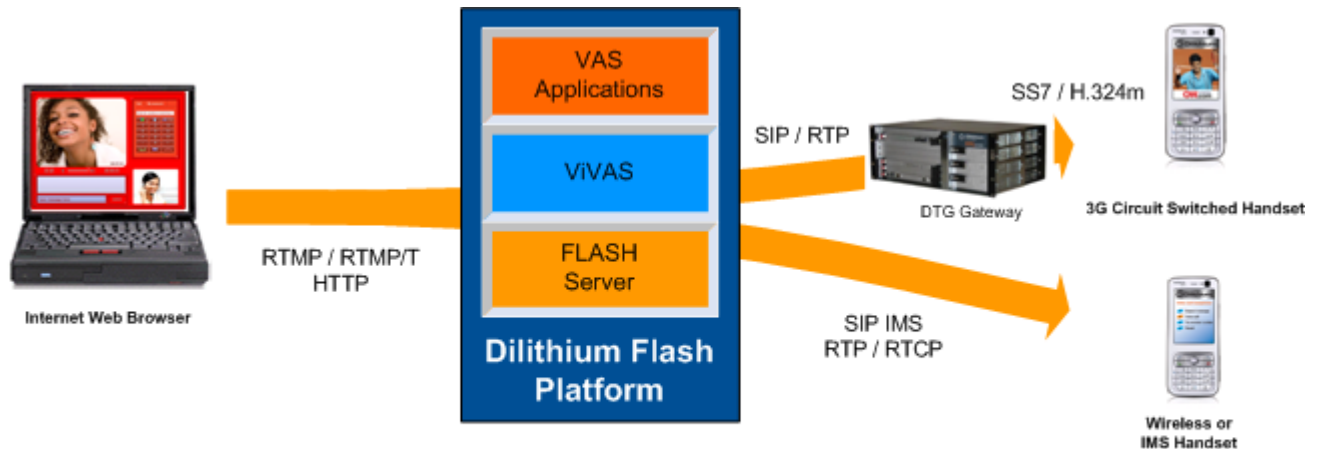 VAS
Applications
ViVAS
FLASH
Server
Dilithium Flash
Platform
RTMP / RTMP/T
HTTP
Internet Web Browser
SIP / RTP
DTG Gateway
SS7 / H.324m
3G Circuit Switched Handset
SIP IMS
RTP / RTCP
Wireless or
IMS Handset